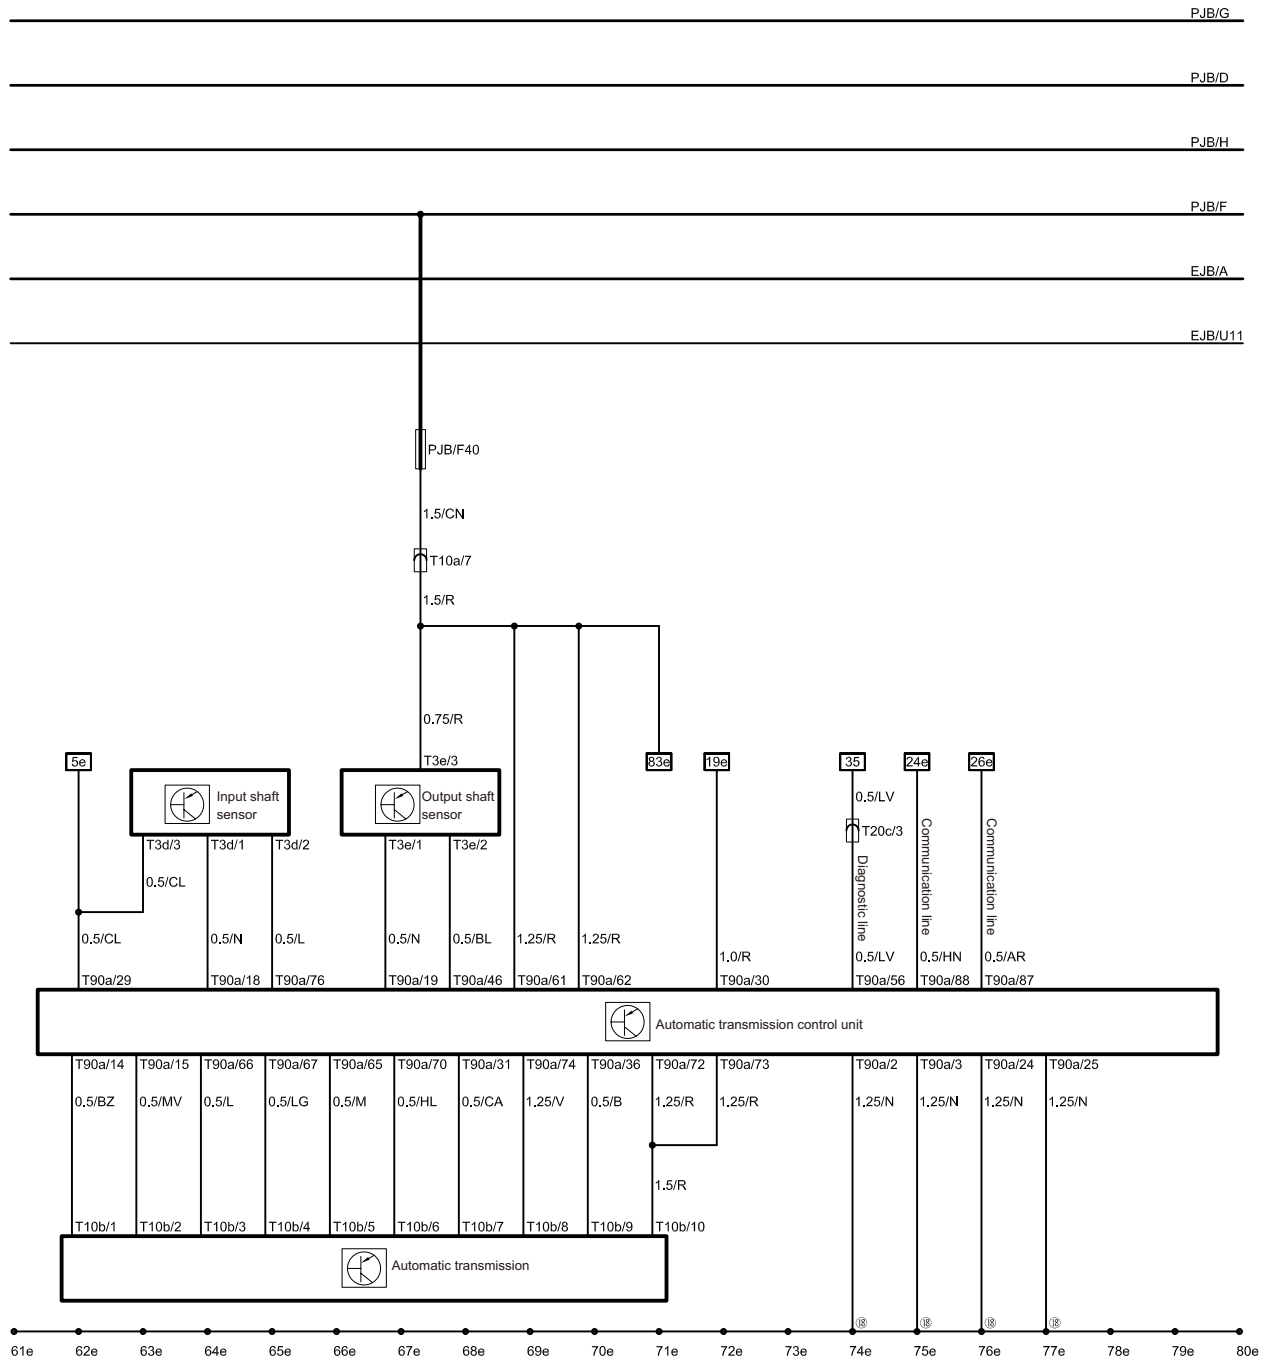 PJB/G
PJB/D
PJB/H
PJB/F
EJB/A
EJB/U11
PJB/F40
1.5/CN
T10a/7
1.5/R
0.75/R
T3e/3
5e
83e
19e
35
24e
26e
Input shaft
sensor
Output shaft
sensor
0.5/LV
T20c/3
T3d/3
T3d/1
T3d/2
T3e/1
T3e/2
0.5/CL
Diagnostic line
Communication line
Communication line
0.5/CL
0.5/N
0.5/L
0.5/N
0.5/BL
1.25/R
1.25/R
1.0/R
0.5/LV
0.5/HN
0.5/AR
T90a/29
T90a/18
T90a/76
T90a/19
T90a/46
T90a/61
T90a/62
T90a/30
T90a/56
T90a/88
T90a/87
Automatic transmission control unit
T90a/14
T90a/15
T90a/66
T90a/67
T90a/65
T90a/70
T90a/31
T90a/74
T90a/36
T90a/72
T90a/73
T90a/2
T90a/3
T90a/24
T90a/25
0.5/BZ
0.5/MV
0.5/L
0.5/LG
0.5/M
0.5/HL
0.5/CA
1.25/V
0.5/B
1.25/R
1.25/R
1.25/N
1.25/N
1.25/N
1.25/N
1.5/R
T10b/1
T10b/2
T10b/3
T10b/4
T10b/5
T10b/6
T10b/7
T10b/8
T10b/9
T10b/10
Automatic transmission
⑱
⑱
⑱
⑱
61e
62e
63e
64e
65e
66e
67e
68e
69e
70e
71e
72e
73e
74e
75e
76e
77e
78e
79e
80e